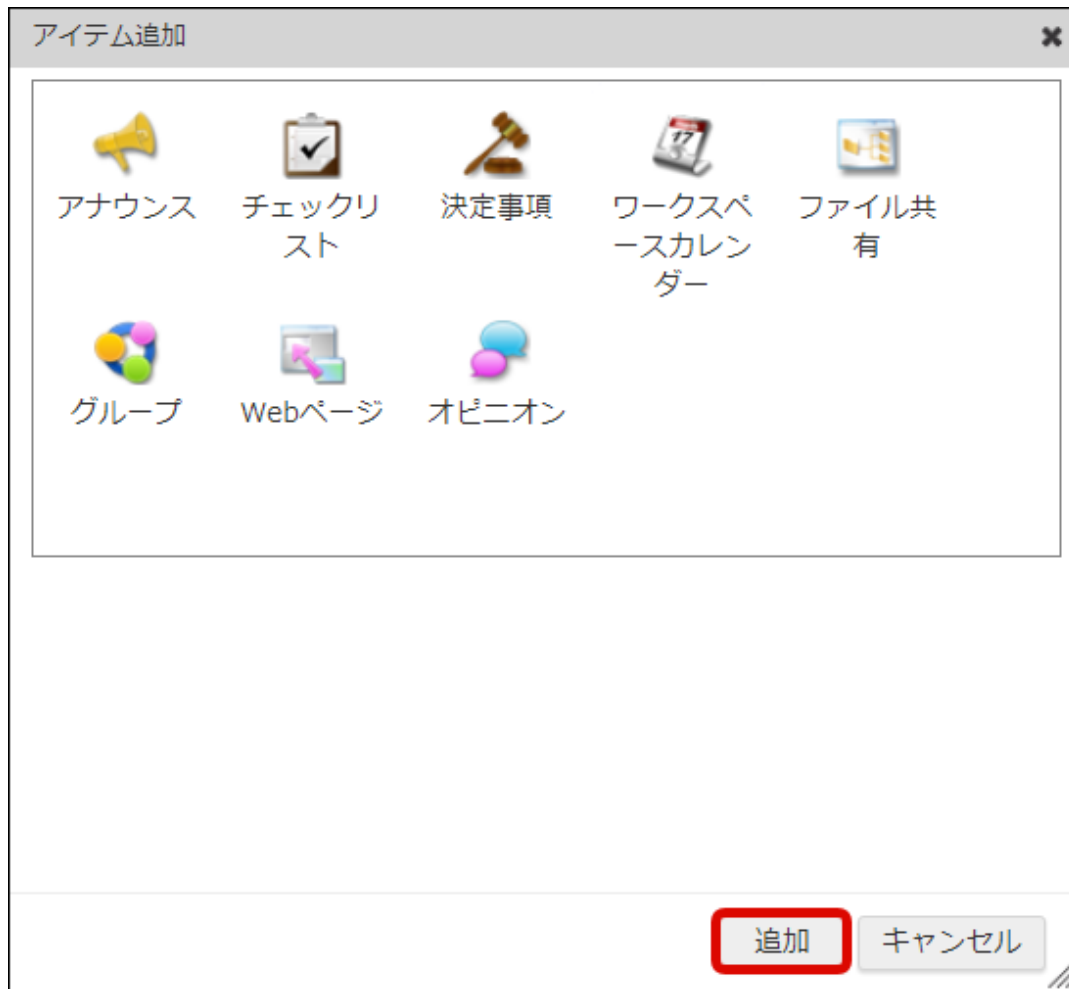 アイテム追加
アナウンス
チェックリ
スト
決定事項
ワークスペ
ースカレン
ダー
ファイル共
有
グループ
Webページ
オピニオン
追加
キャンセル